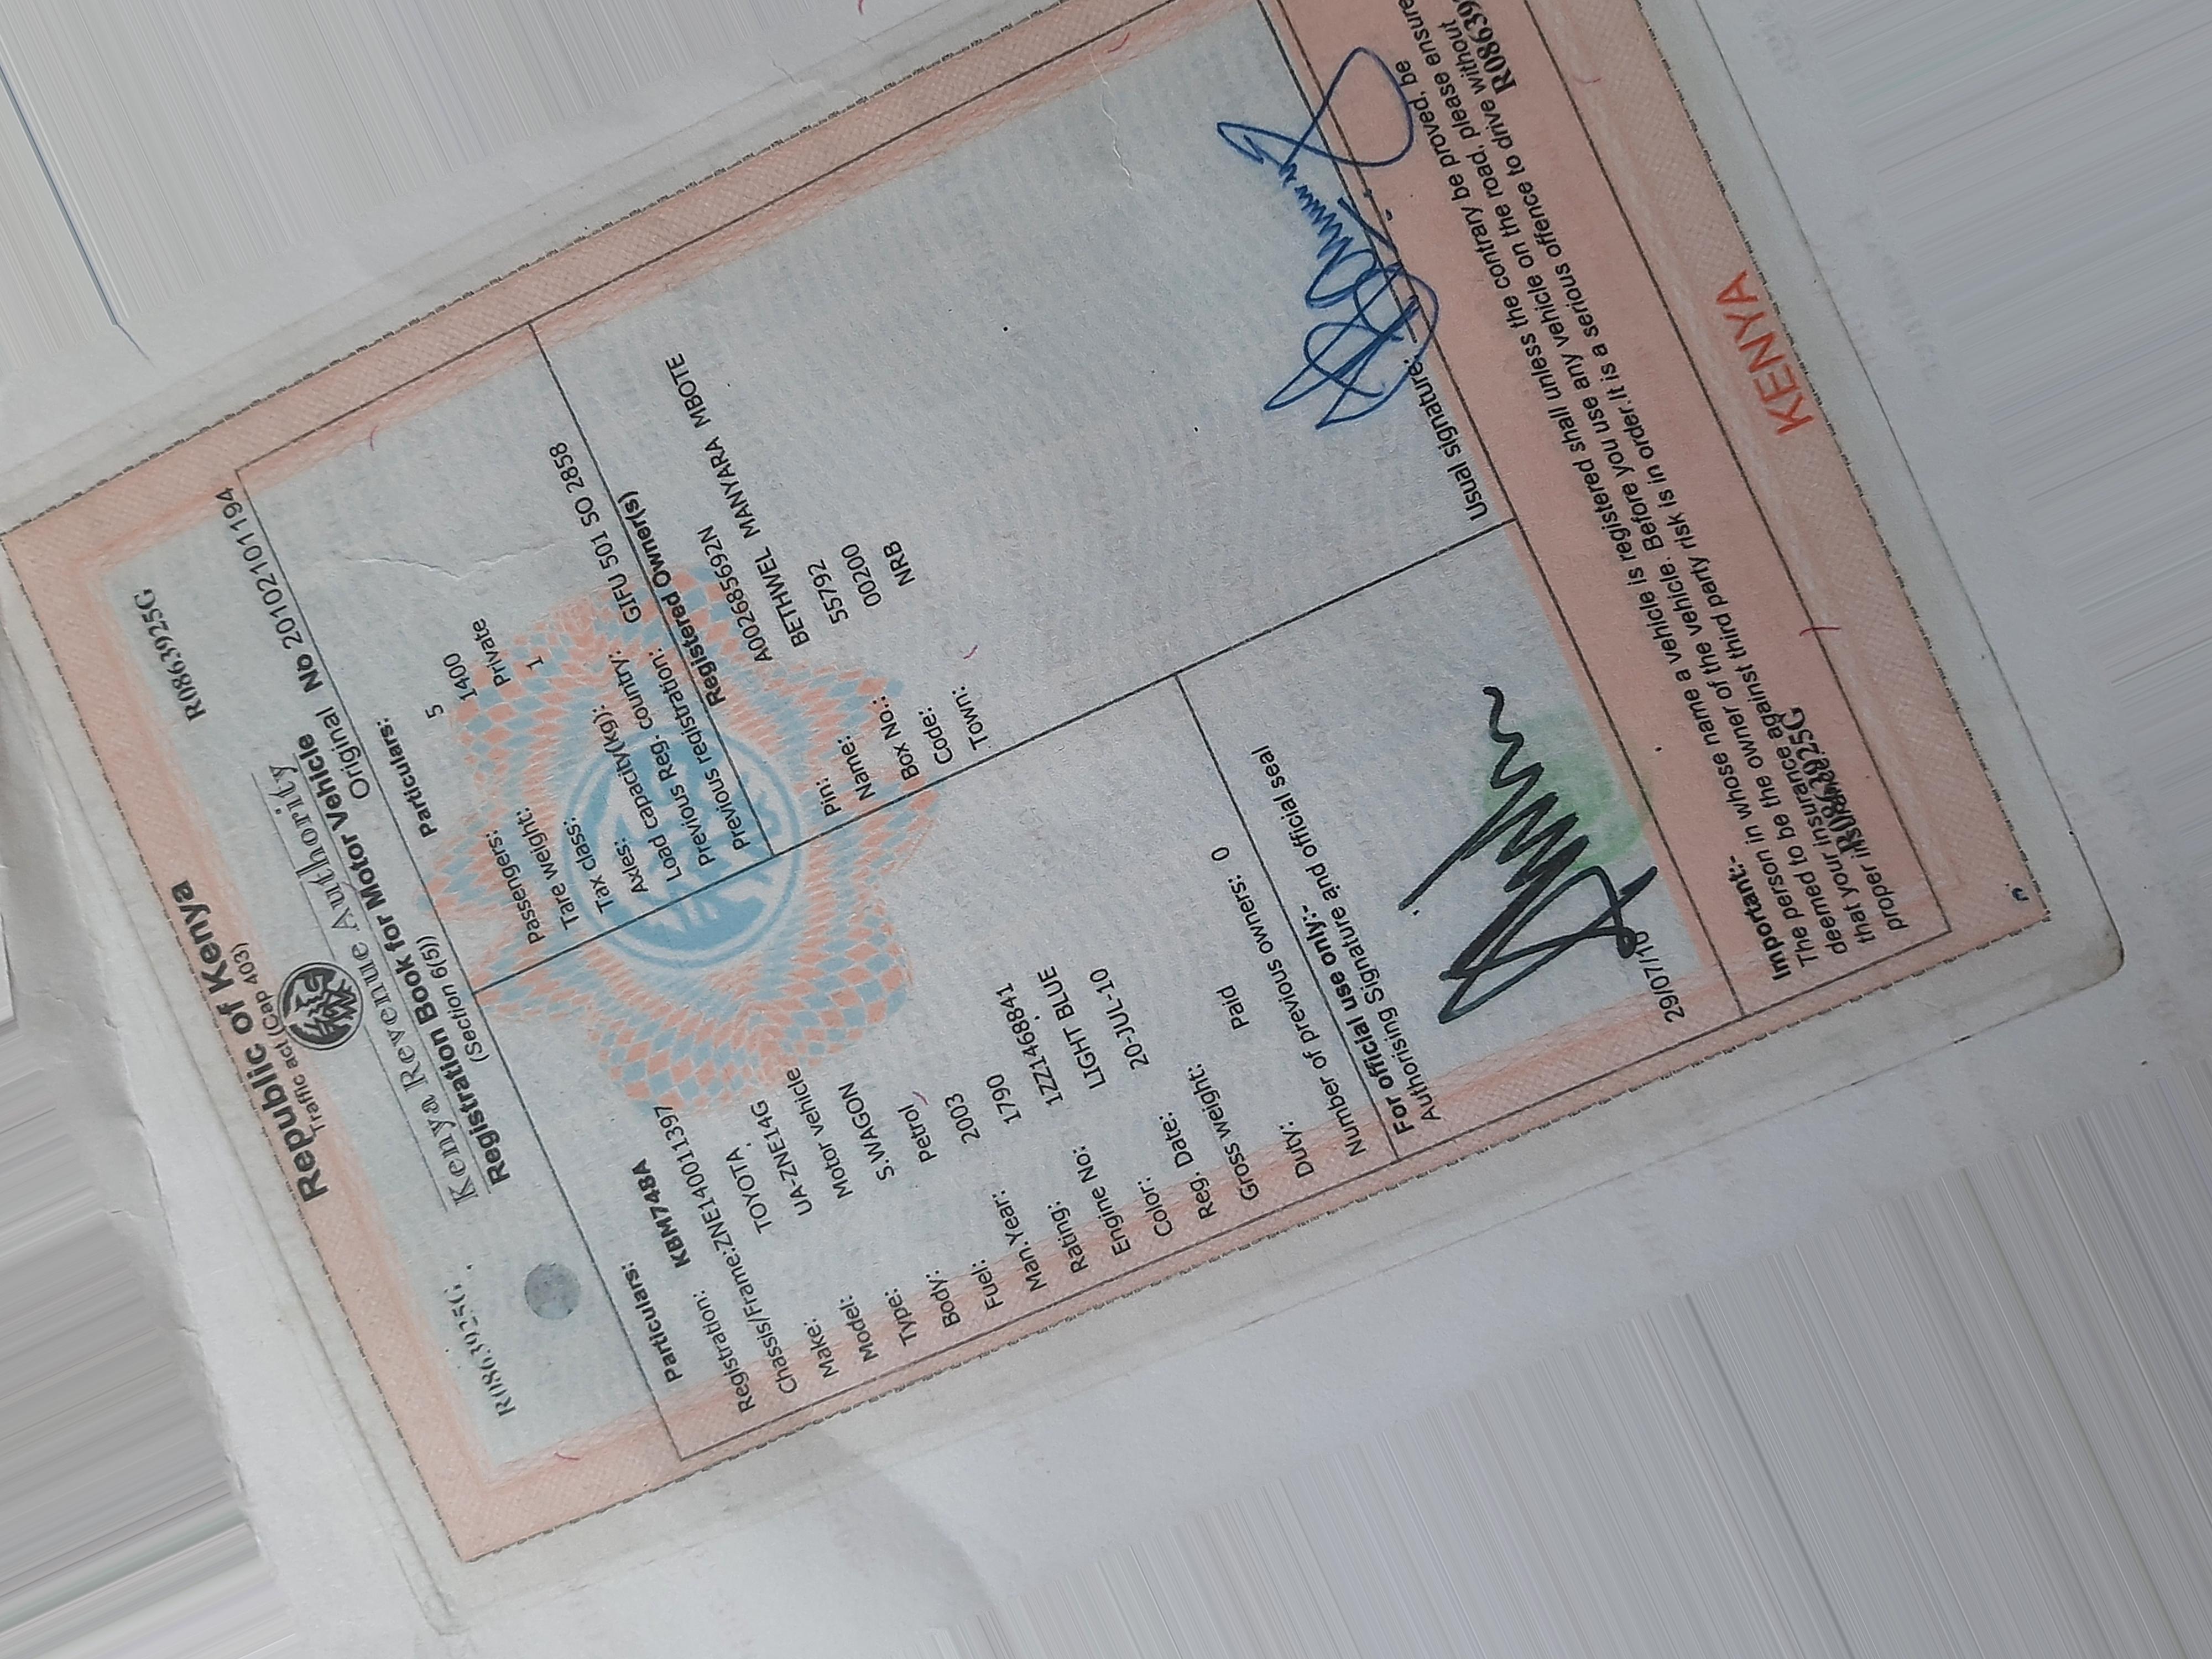 R0863925G
R0863925G
Republic of Kenya
Traffic act (Cap 403)
Kenya Revenue Authority
Registration Book for Motor Vehicle
(Section 6(5))
Original No 20102101194
Particulars:
Registration: KBM748A
Chassis/Frame:ZNE140011397
Make: TOYOTA
Model: UA-ZNE14G
Type: Motor vehicle
Body: S.WAGON
Fuel: Petrol
Man.Year: 2003
Rating: 1790
Engine No: 1ZZ1468841
Color: LIGHT BLUE
Reg. Date: 20-JUL-10
Gross weight:
Duty: Paid
Number of previous owners: 0
Particulars:
Passengers: 5
Tare weight: 1400
Tax class: Private
Axles: 1
Load capacity(kg):
Previous Reg. country:
Previous registration: GIFU 501 SO 2858
Registered Owner(s)
Pin: A002685692N
Name: BETHWEL MANYARA MBOTE
Box No.: 55792
Code: 00200
Town: NRB
For official use only:-
Authorising Signature and official seal
29/07/10
Usual signature:
Important:-
The person in whose name a vehicle is registered shall unless the contrary be proved, be
deemed to be the owner of the vehicle. Before you use any vehicle on the road, please ensure
that your insurance against third party risk is in order.It is a serious offence to drive without
proper insurance
R0863925G
R08639
KENYA